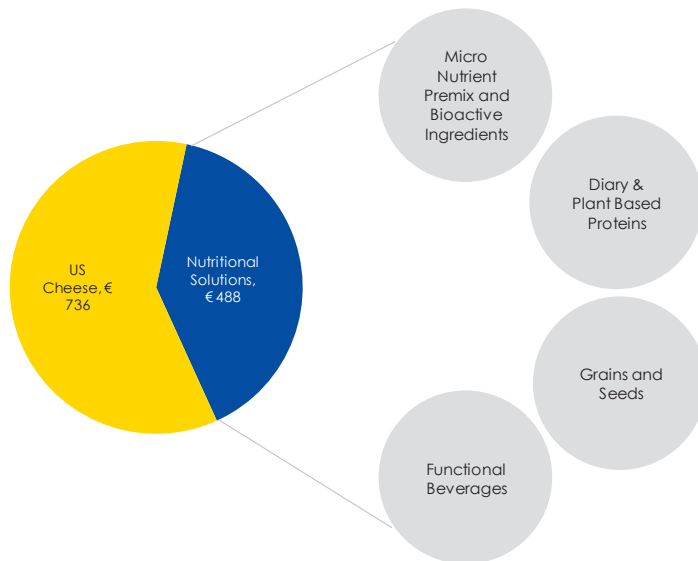 Micro
Nutrient
Premix and
Bioactive
Ingredients
Diary &
Plant Based
Proteins
US
Cheese, €
736
Nutritional
Solutions,
€ 488
Grains and
Seeds
Functional
Beverages